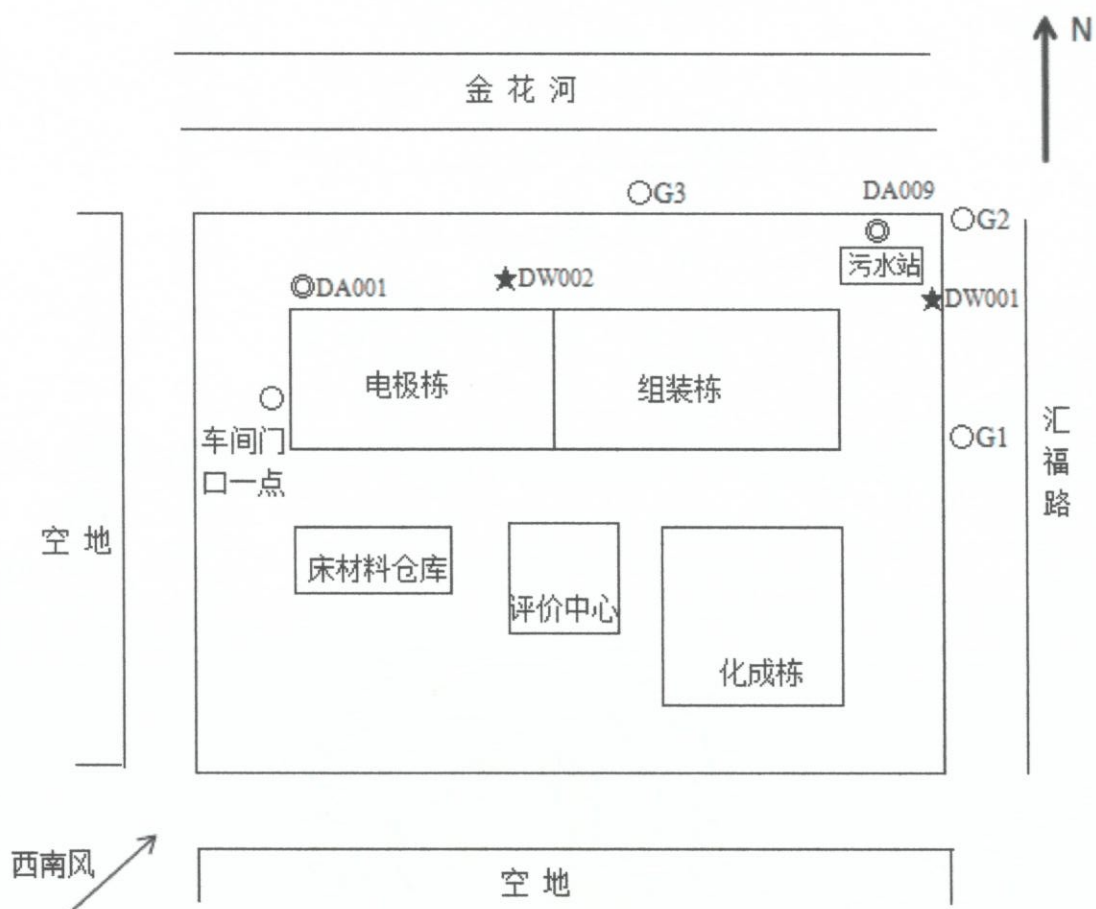 N
金花河
G3
DA009
G2
污水站
DA001
DW002
DW001
电极栋
组装栋
车间门
口一点
G1
汇福路
空地
床材料仓库
评价中心
化成栋
西南风
空地